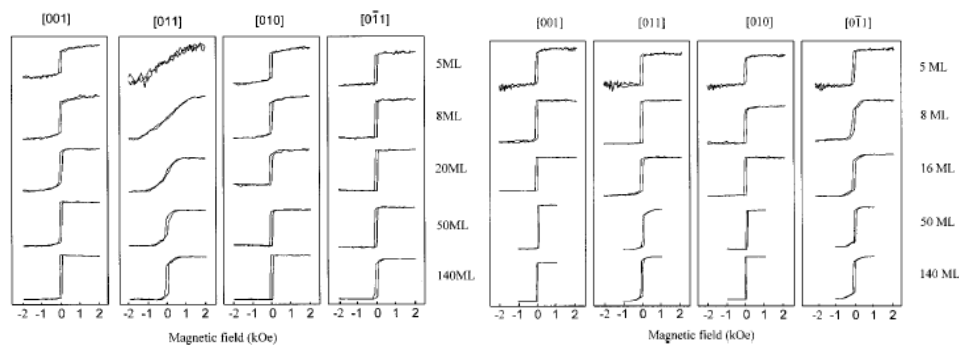 [001] [011] [010] [01̄1]
5ML
8ML
20ML
50ML
140ML
-2 -1 0 1 2 -2 -1 0 1 2 -2 -1 0 1 2 -2 -1 0 1 2
Magnetic field (kOe)
[001] [011] [010] [01̄1]
5 ML
8 ML
16 ML
50 ML
140 ML
-2 -1 0 1 2 -2 -1 0 1 2 -2 -1 0 1 2 -2 -1 0 1 2
Magnetic field (kOe)